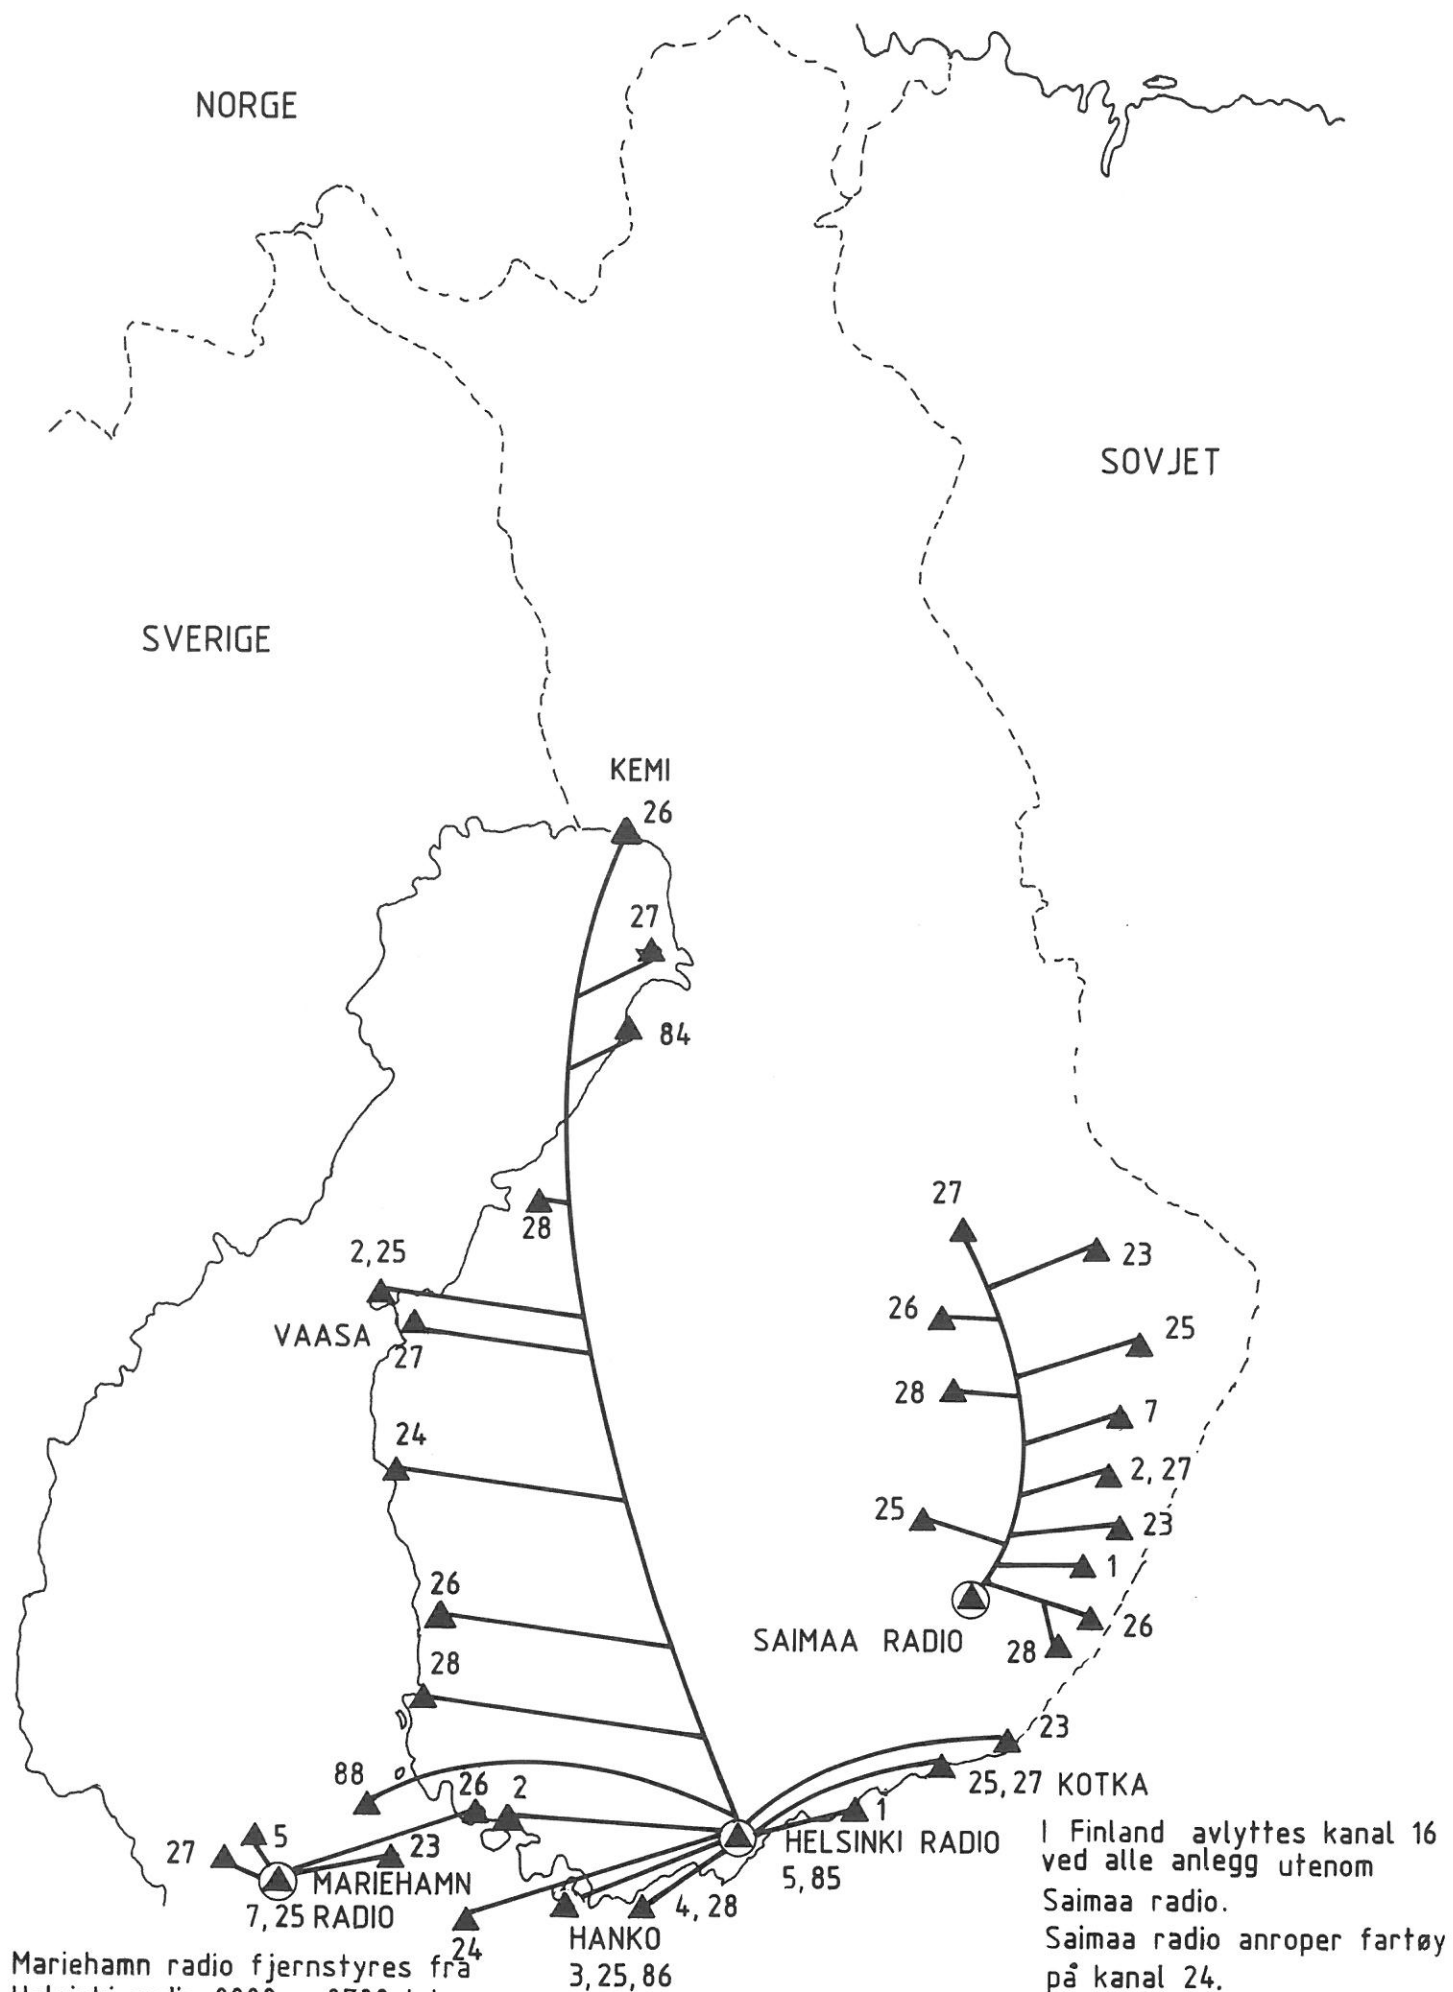 NORGE
SOVJET
SVERIGE
KEMI
26
27
84
28
2,25
VAASA
27
24
26
28
27
23
26
25
28
7
2,27
25
23
1
26
28
SAIMAA RADIO
23
25,27 KOTKA
1
HELSINKI RADIO
5,85
88
26
2
5
27
23
MARIEHAMN
7,25 RADIO
24
HANKO
3,25,86
4,28
I Finland avlyttes kanal 16
ved alle anlegg utenom
Saimaa radio.
Saimaa radio anroper fartøy
på kanal 24.
Mariehamn radio fjernstyres fra